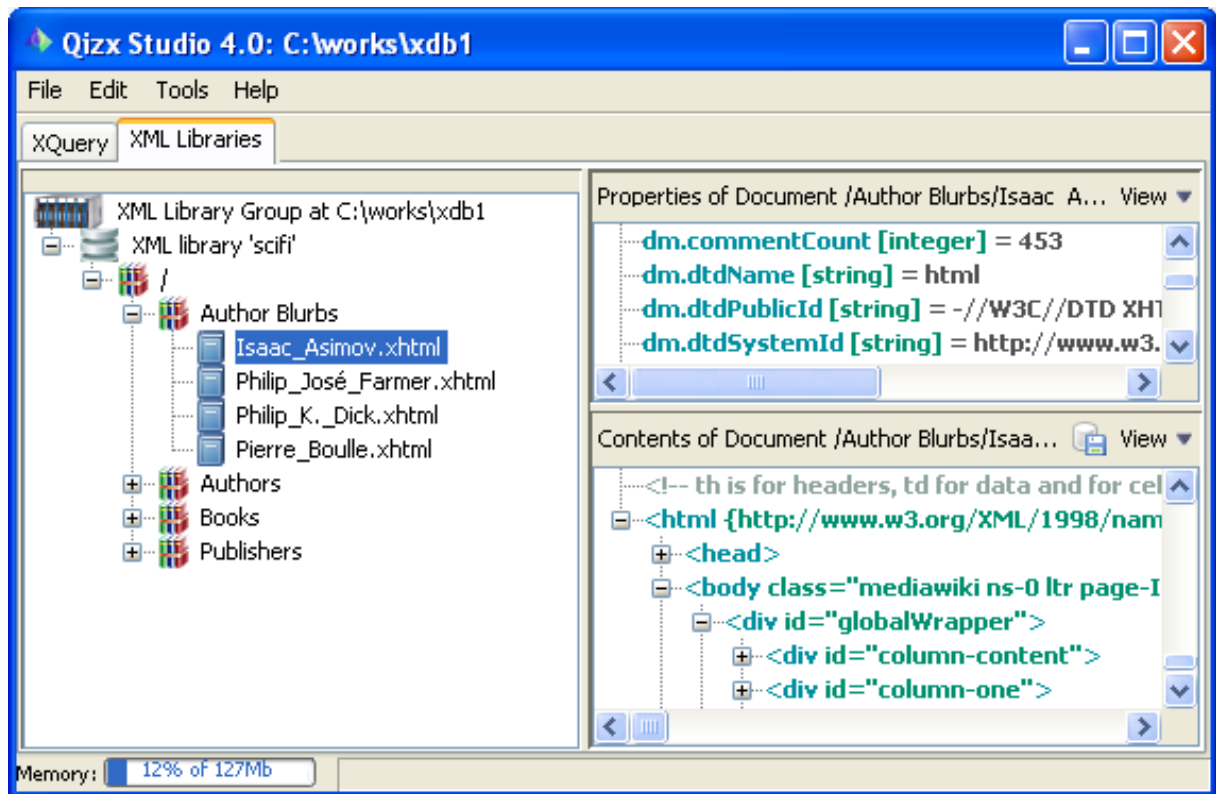 Qizx Studio 4.0: C:\works\xdb1
File Edit Tools Help
XQuery XML Libraries
XML Library Group at C:\works\xdb1
XML library 'scifi'
/
Author Blurbs
Isaac_Asimov.xhtml
Philip_José_Farmer.xhtml
Philip_K._Dick.xhtml
Pierre_Boulle.xhtml
Authors
Books
Publishers
Properties of Document /Author Blurbs/Isaac_A... View
dm.commentCount [integer] = 453
dm.dtdName [string] = html
dm.dtdPublicId [string] = -//W3C//DTD XHT
dm.dtdSystemId [string] = http://www.w3.
Contents of Document /Author Blurbs/Isaa... View
<!-- th is for headers, td for data and for cel
<html {http://www.w3.org/XML/1998/nam
<head>
<body class="mediawiki ns-0 ltr page-I
<div id="globalWrapper">
<div id="column-content">
<div id="column-one">
Memory: 12% of 127Mb